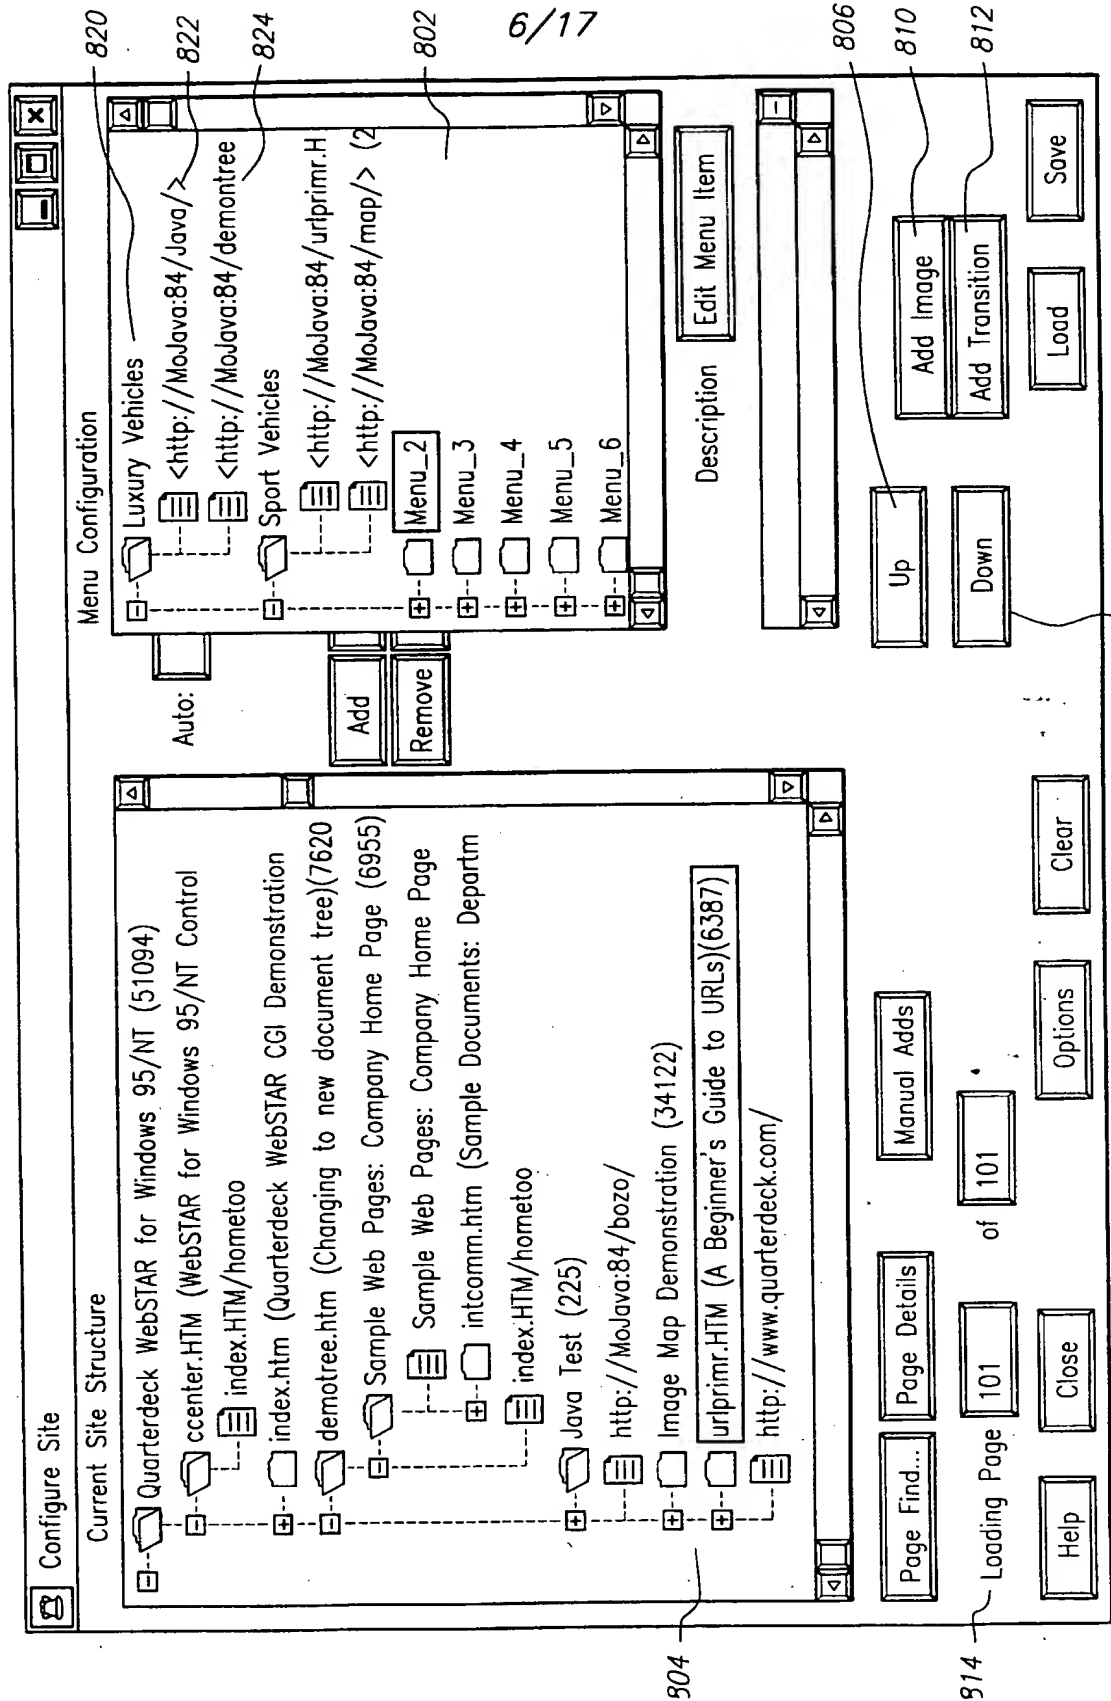 6/17
Configure Site
Current Site Structure
Quarterdeck WebSTAR for Windows 95/NT (51094)
ccenter.HTM (WebSTAR for Windows 95/NT Control
index.HTM/hometoo
index.htm (Quarterdeck WebSTAR CGI Demonstration
demotree.htm (Changing to new document tree)(7620
Sample Web Pages: Company Home Page (6955)
Sample Web Pages: Company Home Page
intcomm.htm (Sample Documents: Departm
index.HTM/hometoo
Java Test (225)
http://MoJava:84/bozo/
Image Map Demonstration (34122)
urlprimr.HTM (A Beginner's Guide to URLs)(6387)
http://www.quarterdeck.com/
804
Auto:
Add
Remove
Menu Configuration
Luxury Vehicles
<http://MoJava:84/Java/>
<http://MoJava:84/demontree
Sport Vehicles
<http://MoJava:84/urlprimr.H
<http://MoJava:84/map/> (2
Menu_2
Menu_3
Menu_4
Menu_5
Menu_6
820
822
824
802
Description
Edit Menu Item
Page Find...
Page Details
Manual Adds
Up
Down
Add Image
Add Transition
806
810
812
814
Loading Page
101
of
101
Help
Close
Options
Clear
Load
Save